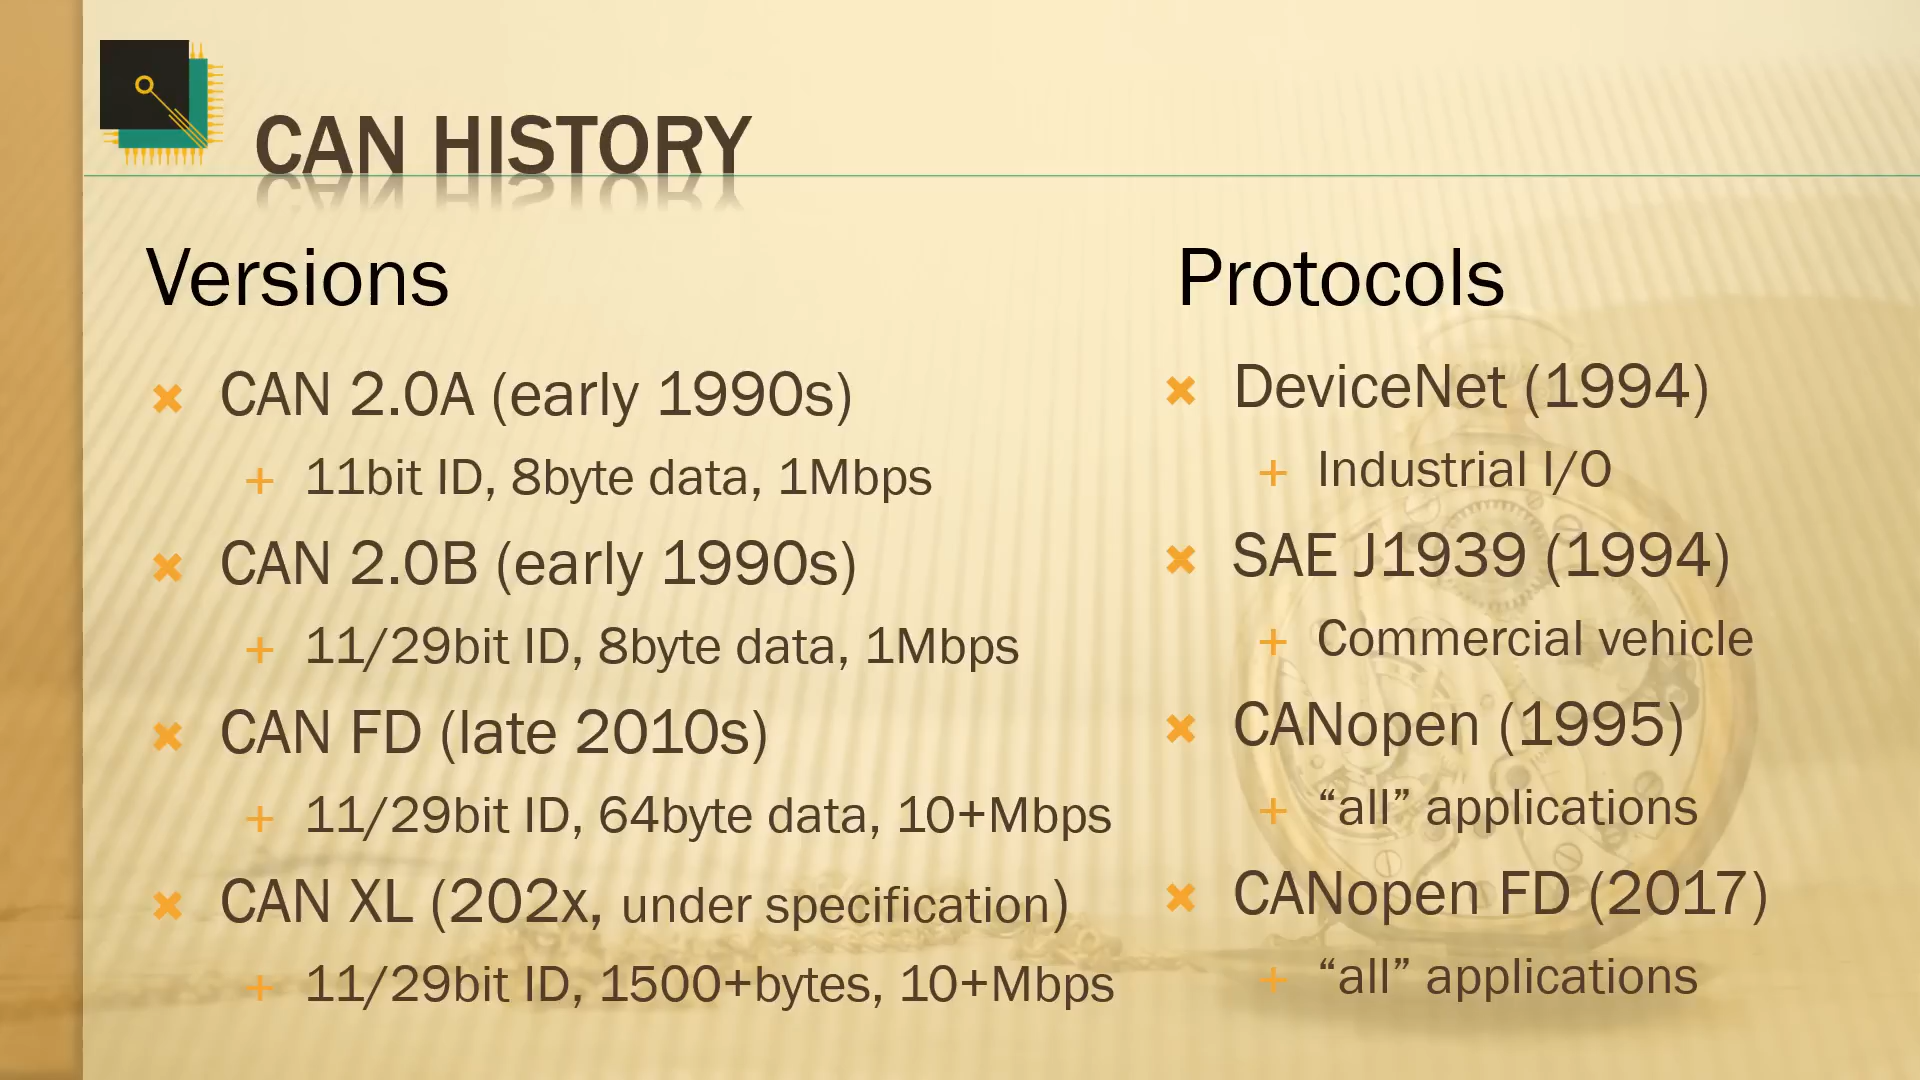 CAN HISTORY
Versions
CAN 2.0A (early 1990s)
11bit ID, 8byte data, 1Mbps
CAN 2.0B (early 1990s)
11/29bit ID, 8byte data, 1Mbps
CAN FD (late 2010s)
11/29bit ID, 64byte data, 10+Mbps
CAN XL (202x, under specification)
11/29bit ID, 1500+bytes, 10+Mbps
Protocols
DeviceNet (1994)
Industrial I/O
SAE J1939 (1994)
Commercial vehicle
CANopen (1995)
“all” applications
CANopen FD (2017)
“all” applications